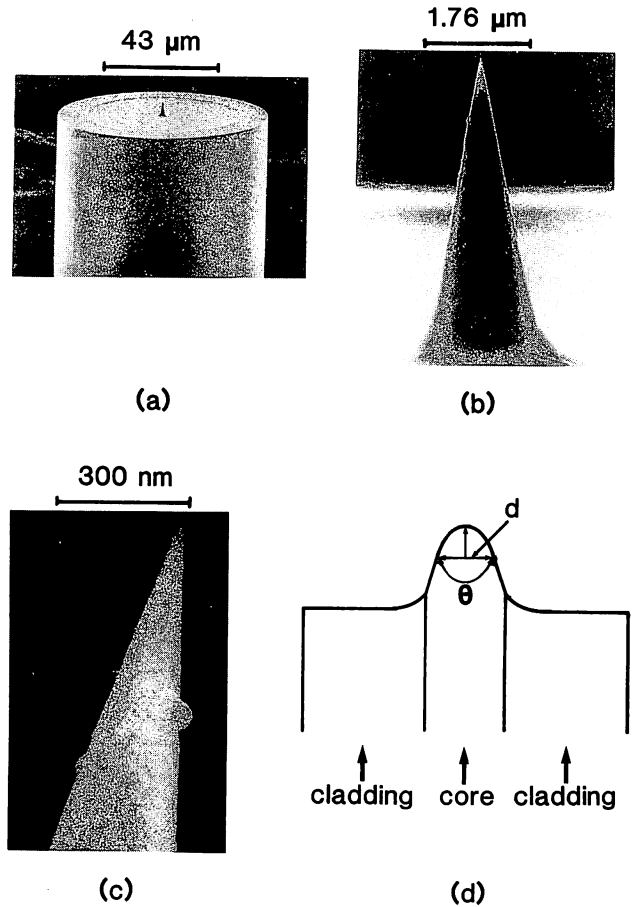 43 μm
1.76 μm
(a)
(b)
300 nm
d
θ
cladding core cladding
(c)
(d)